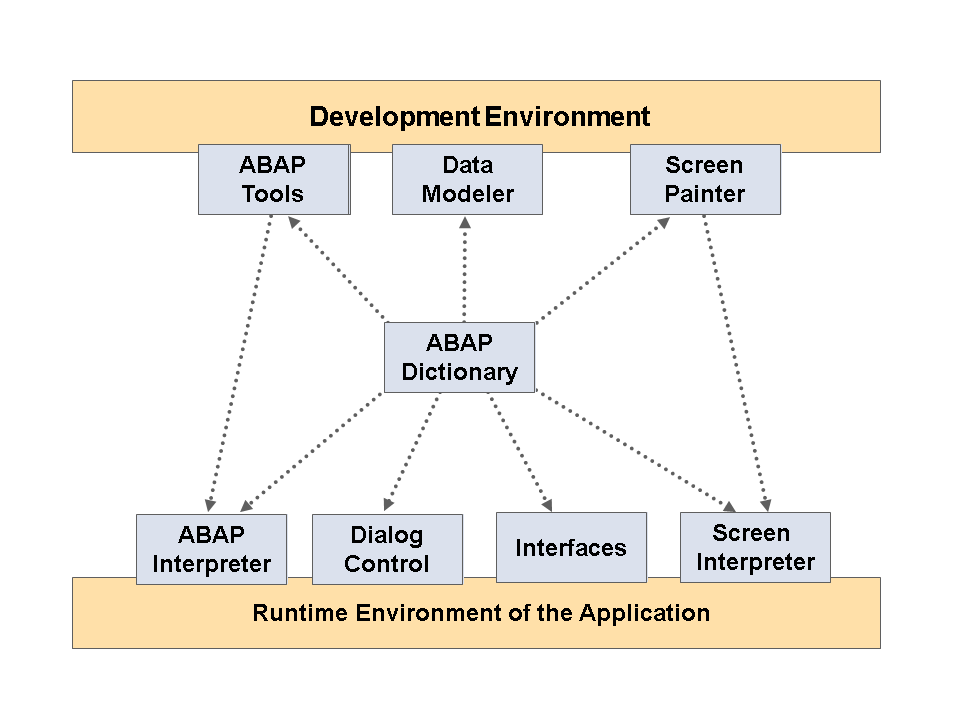 Development Environment
ABAP
Tools
Data
Modeler
Screen
Painter
ABAP
Dictionary
ABAP
Interpreter
Dialog
Control
Interfaces
Screen
Interpreter
Runtime Environment of the Application